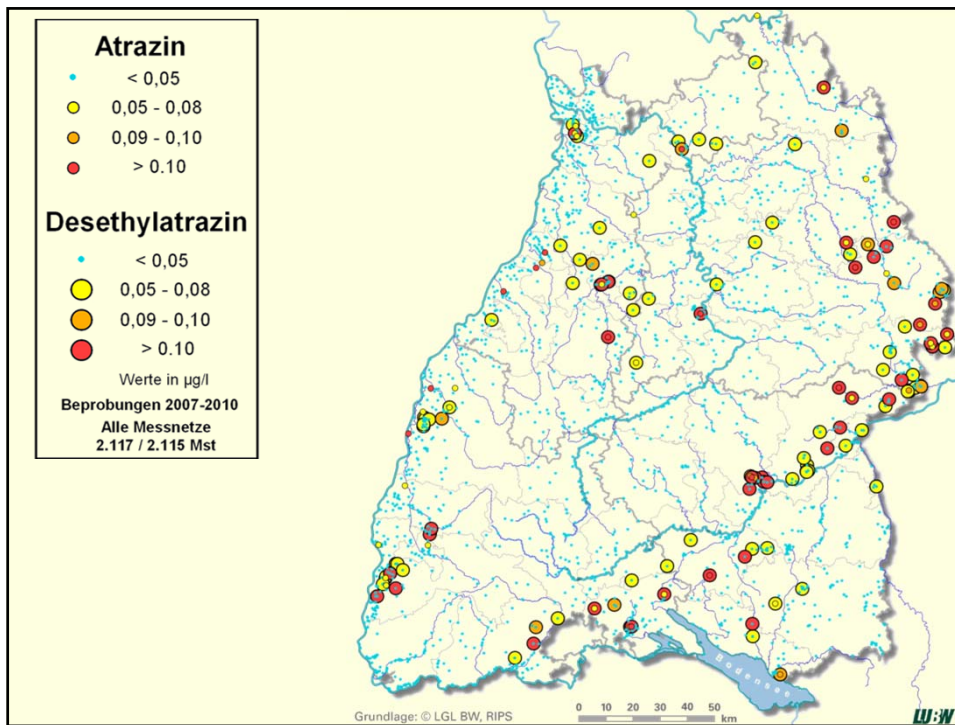 Atrazin
< 0,05
0,05 - 0,08
0,09 - 0,10
> 0.10
Desethylatrazin
< 0,05
0,05 - 0,08
0,09 - 0,10
> 0.10
Werte in µg/l
Beprobungen 2007-2010
Alle Messnetze
2.117 / 2.115 Mst
Bodensee
Grundlage: © LGL BW, RIPS
0 10 20 30 40 50
km
LUBW